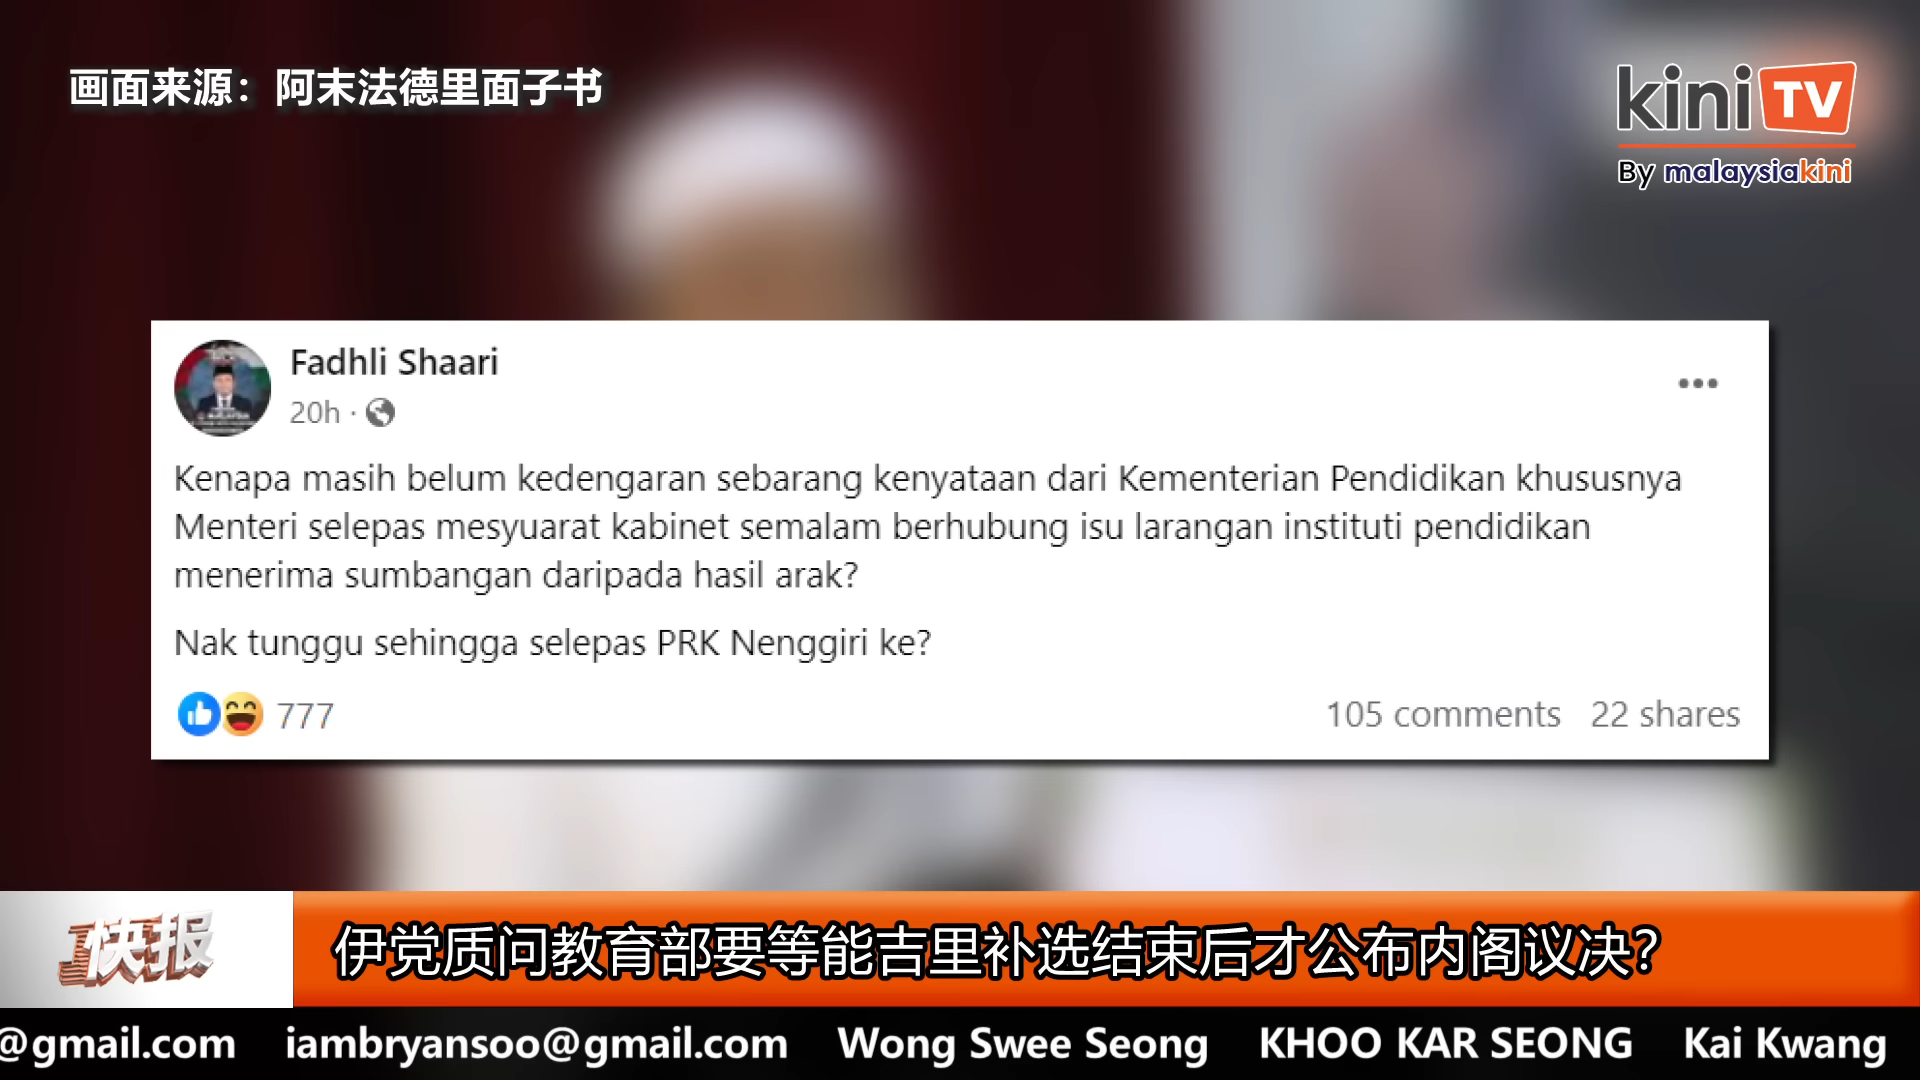 画面来源：阿末法德里面子书
kini TV
By malaysiakini
Fadhli Shaari
20h ·
Kenapa masih belum kedengaran sebarang kenyataan dari Kementerian Pendidikan khususnya
Menteri selepas mesyuarat kabinet semalam berhubung isu larangan instituti pendidikan
menerima sumbangan daripada hasil arak?
Nak tunggu sehingga selepas PRK Nenggiri ke?
777
105 comments 22 shares
快报
伊党质问教育部要等能吉里补选结束后才公布内阁议决？
@gmail.com iambryansoo@gmail.com Wong Swee Seong KHOO KAR SEONG Kai Kwang